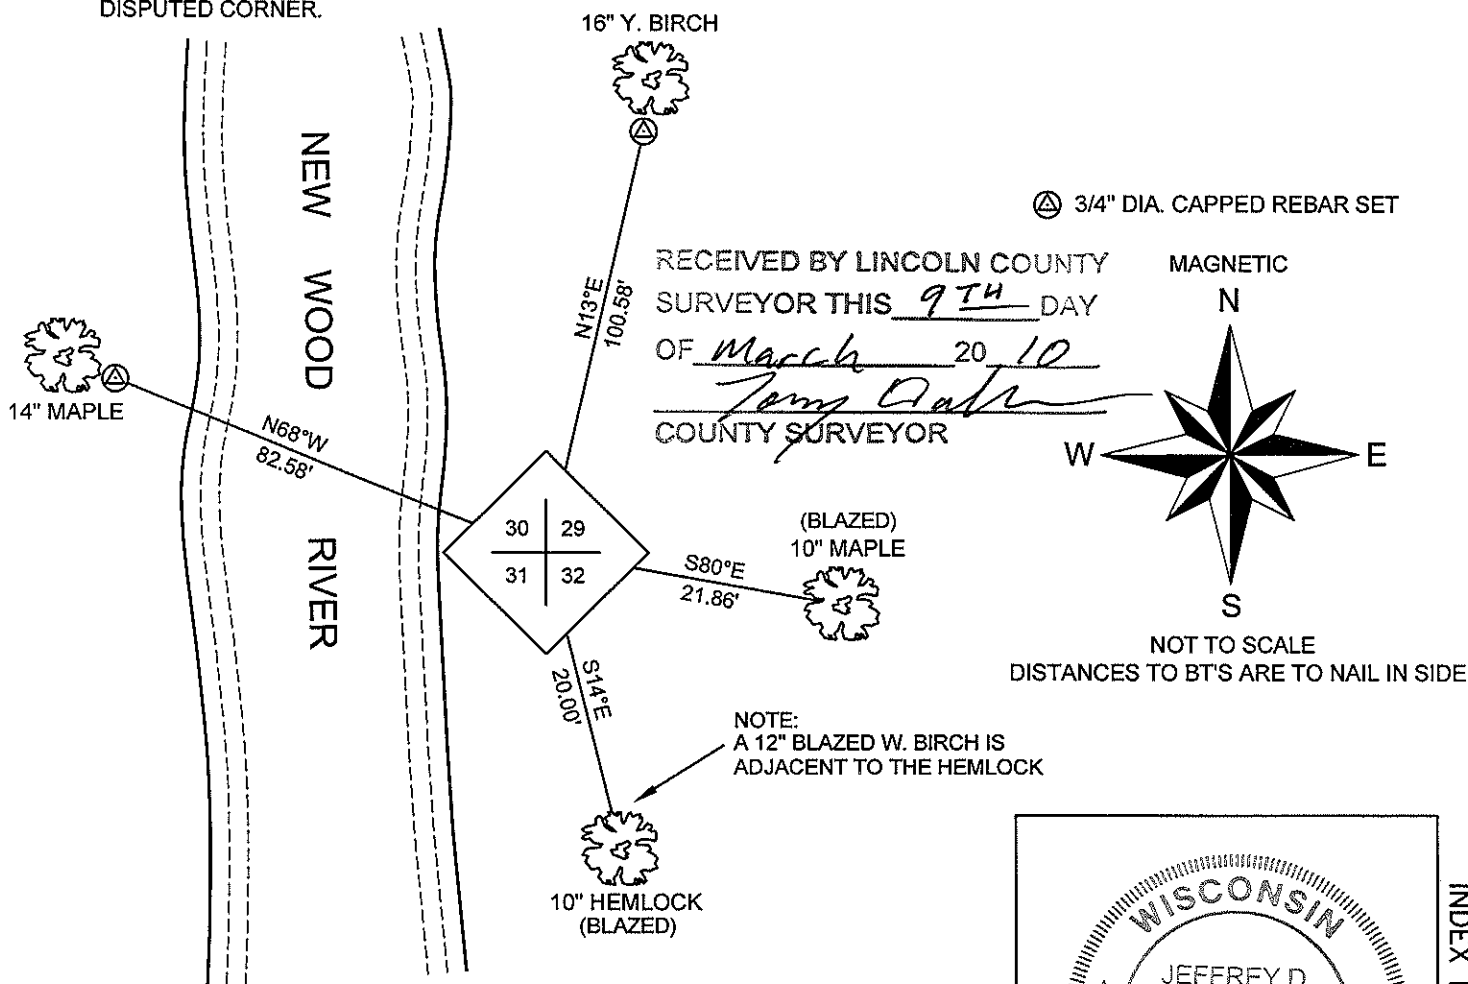 DISPUTED CORNER.
16" Y. BIRCH
NEW WOOD RIVER
3/4" DIA. CAPPED REBAR SET
RECEIVED BY LINCOLN COUNTY
SURVEYOR THIS 9TH DAY
OF March 20 10
COUNTY SURVEYOR
MAGNETIC
N
W
E
S
N13°E
100.58'
14" MAPLE
N68°W
82.58'
30 29
31 32
(BLAZED)
10" MAPLE
S80°E
21.86'
S14°E
20.00'
NOT TO SCALE
DISTANCES TO BT'S ARE TO NAIL IN SIDE
NOTE:
A 12" BLAZED W. BIRCH IS
ADJACENT TO THE HEMLOCK
10" HEMLOCK
(BLAZED)
WISCONSIN
JEFFREY D.
INDEX